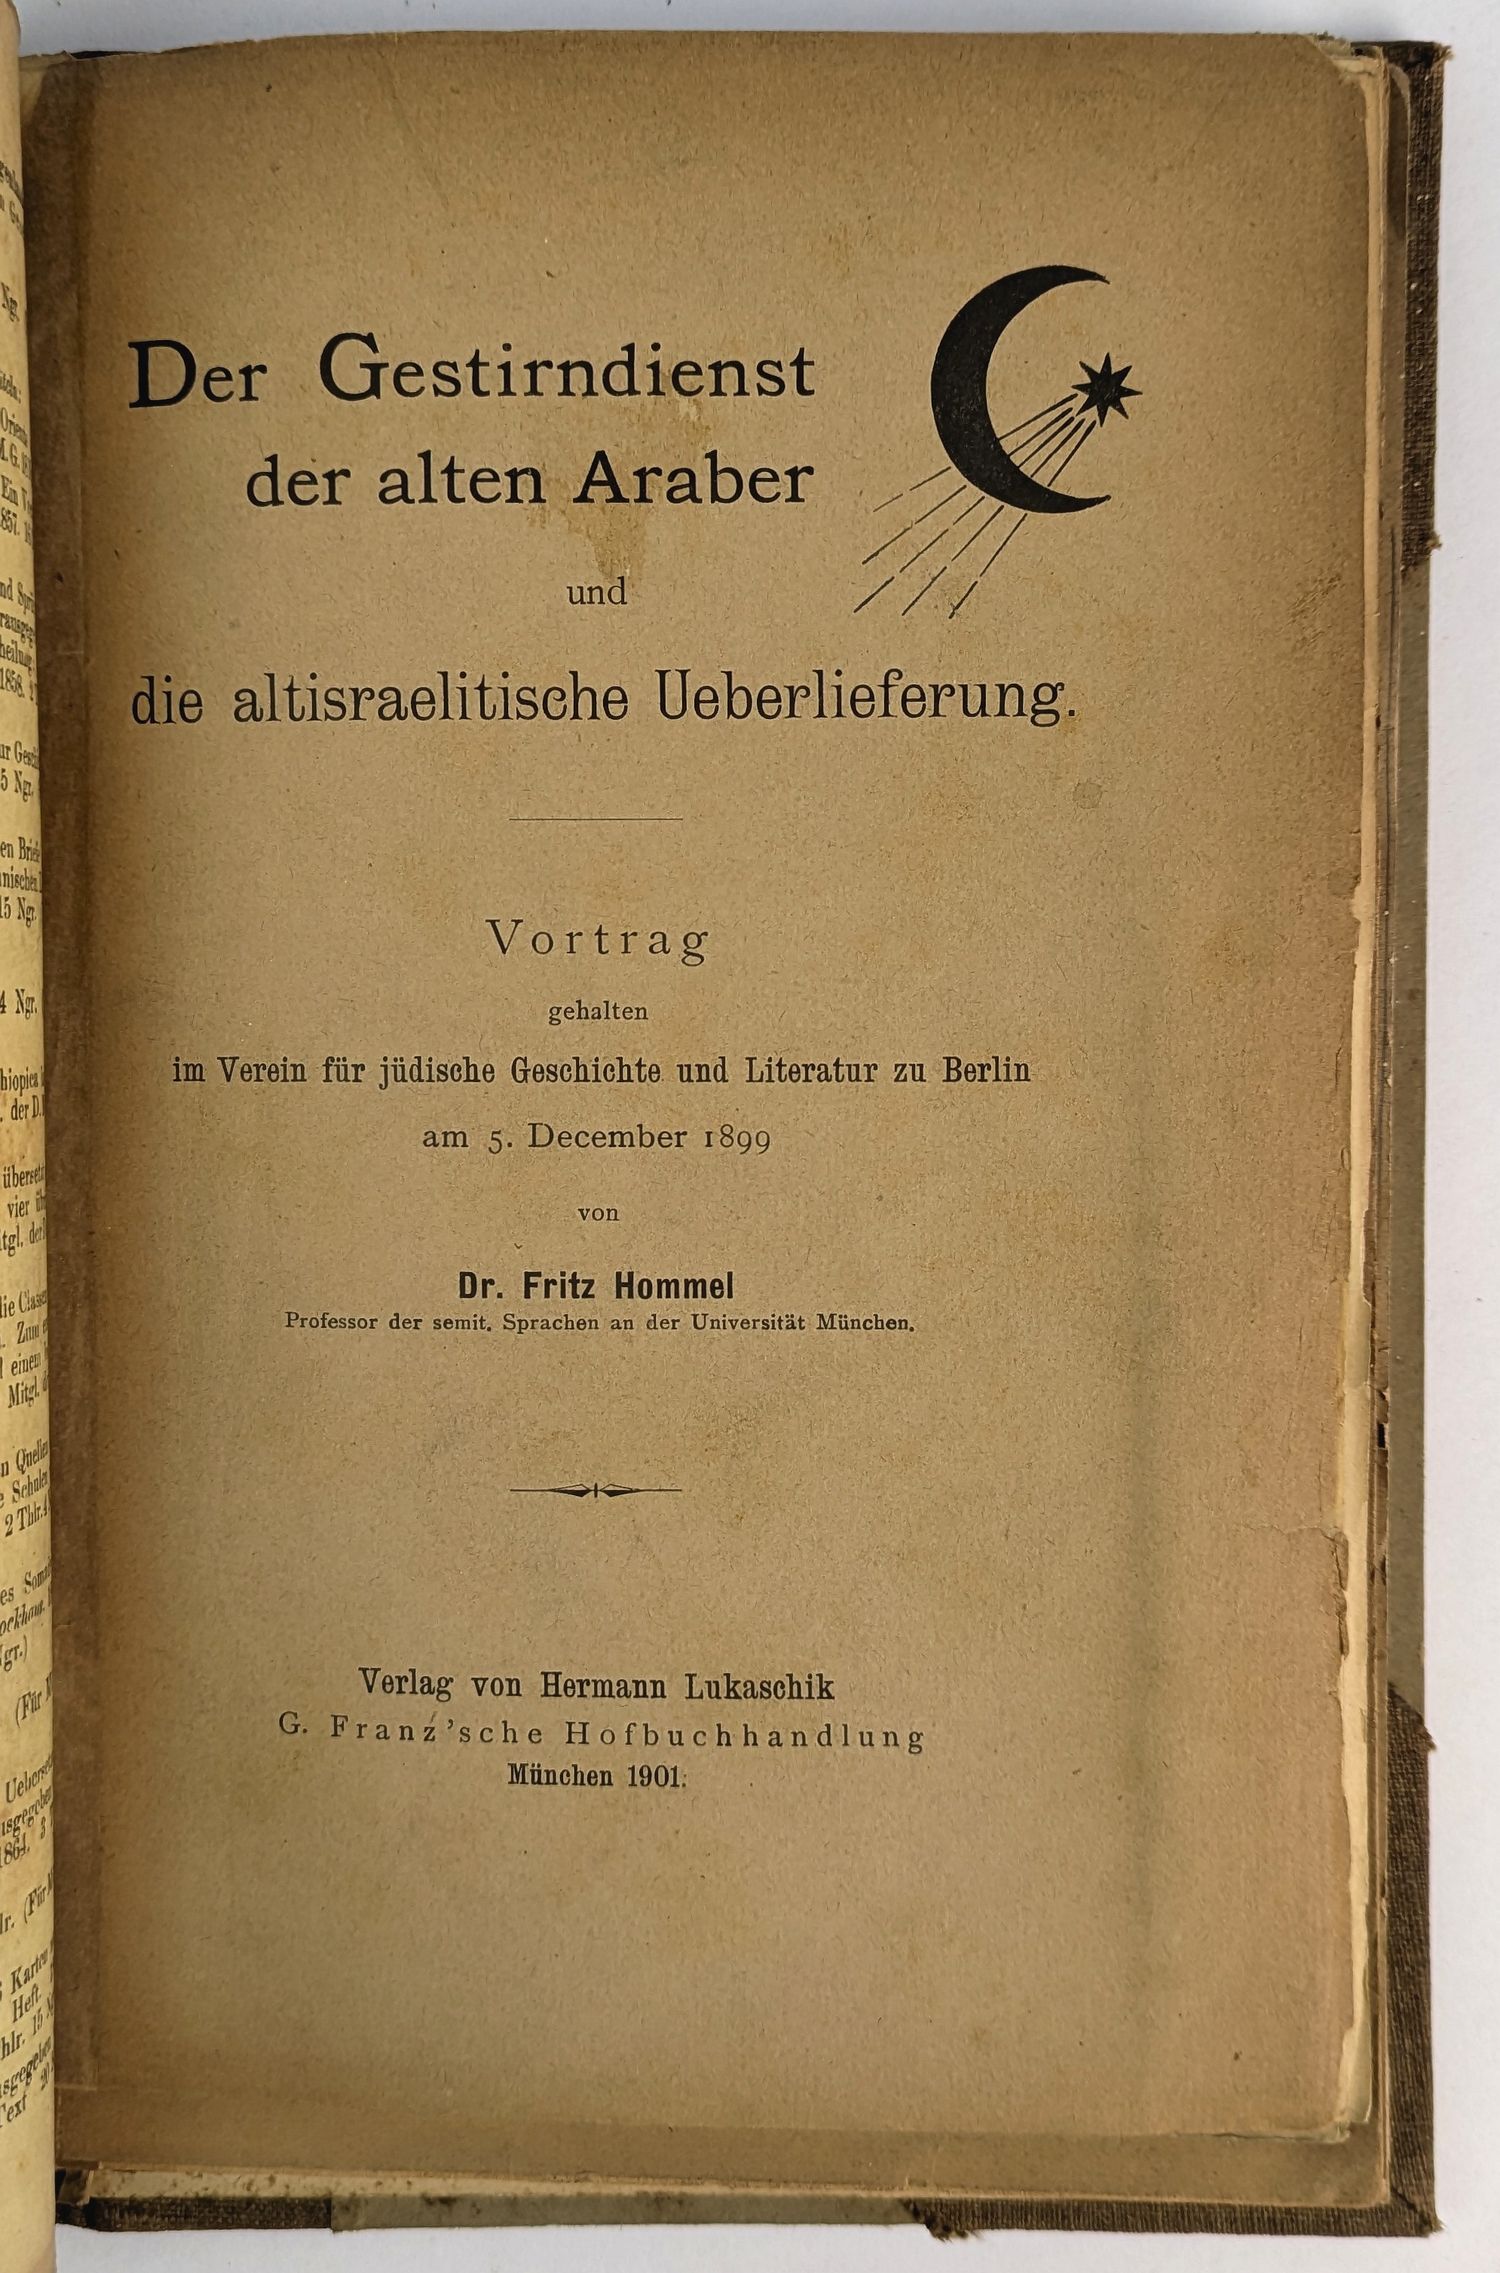 Der Gestirndienst
der alten Araber
und
die altisraelitische Ueberlieferung.
Vortrag
gehalten
im Verein für jüdische Geschichte und Literatur zu Berlin
am 5. December 1899
von
Dr. Fritz Hommel
Professor der semit. Sprachen an der Universität München.
Verlag von Hermann Lukaschik
G. Franz'sche Hofbuchhandlung
München 1901.